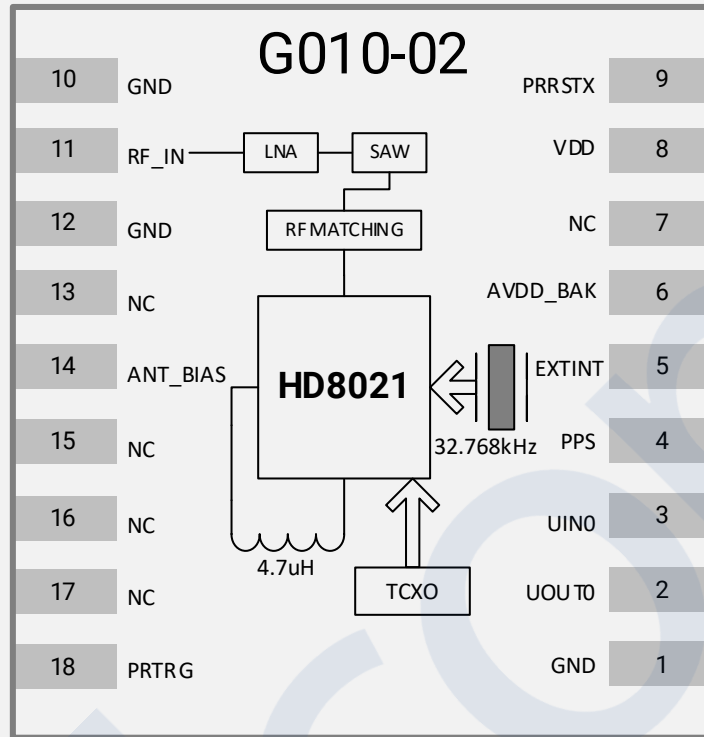 G010-02
10 GND
PRRSTX 9
11 RF_IN
LNA
SAW
VDD 8
12 GND
RF MATCHING
NC 7
13 NC
AVDD_BAK 6
14 ANT_BIAS
HD8021
EXTINT 5
32.768kHz
15 NC
PPS 4
16 NC
UIN0 3
4.7uH
17 NC
TCXO
UOUT0 2
18 PRTRG
GND 1